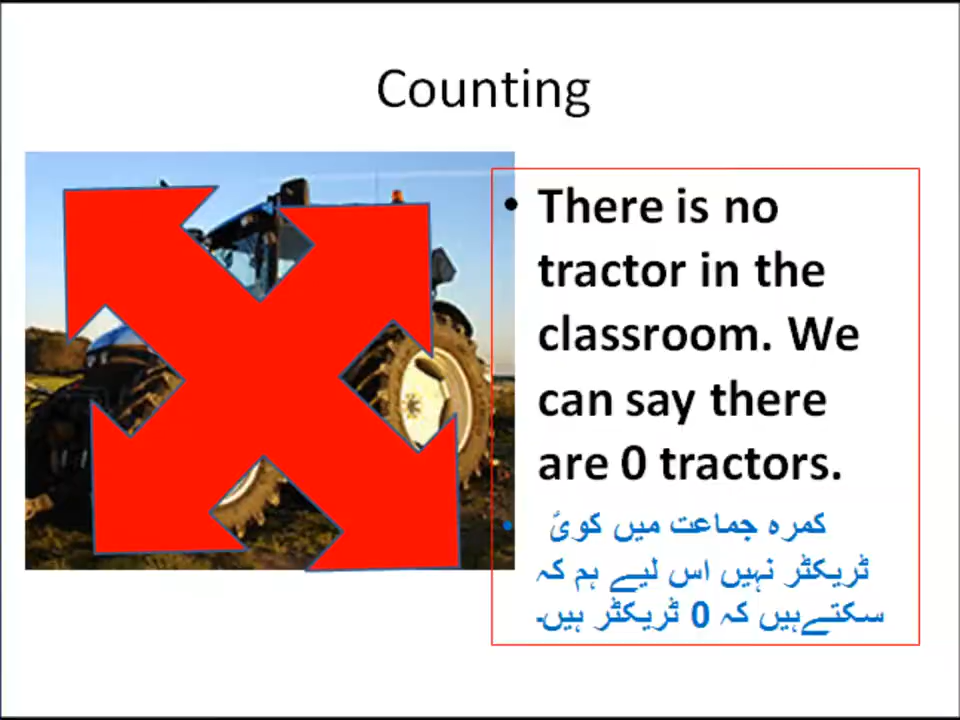 Counting
• There is no
tractor in the
classroom. We
can say there
are 0 tractors.
• کمرہ جماعت میں کویٔ
ٹریکٹر نہیں اس لیے ہم کہ
سکتےہیں کہ 0 ٹریکٹر ہیں۔